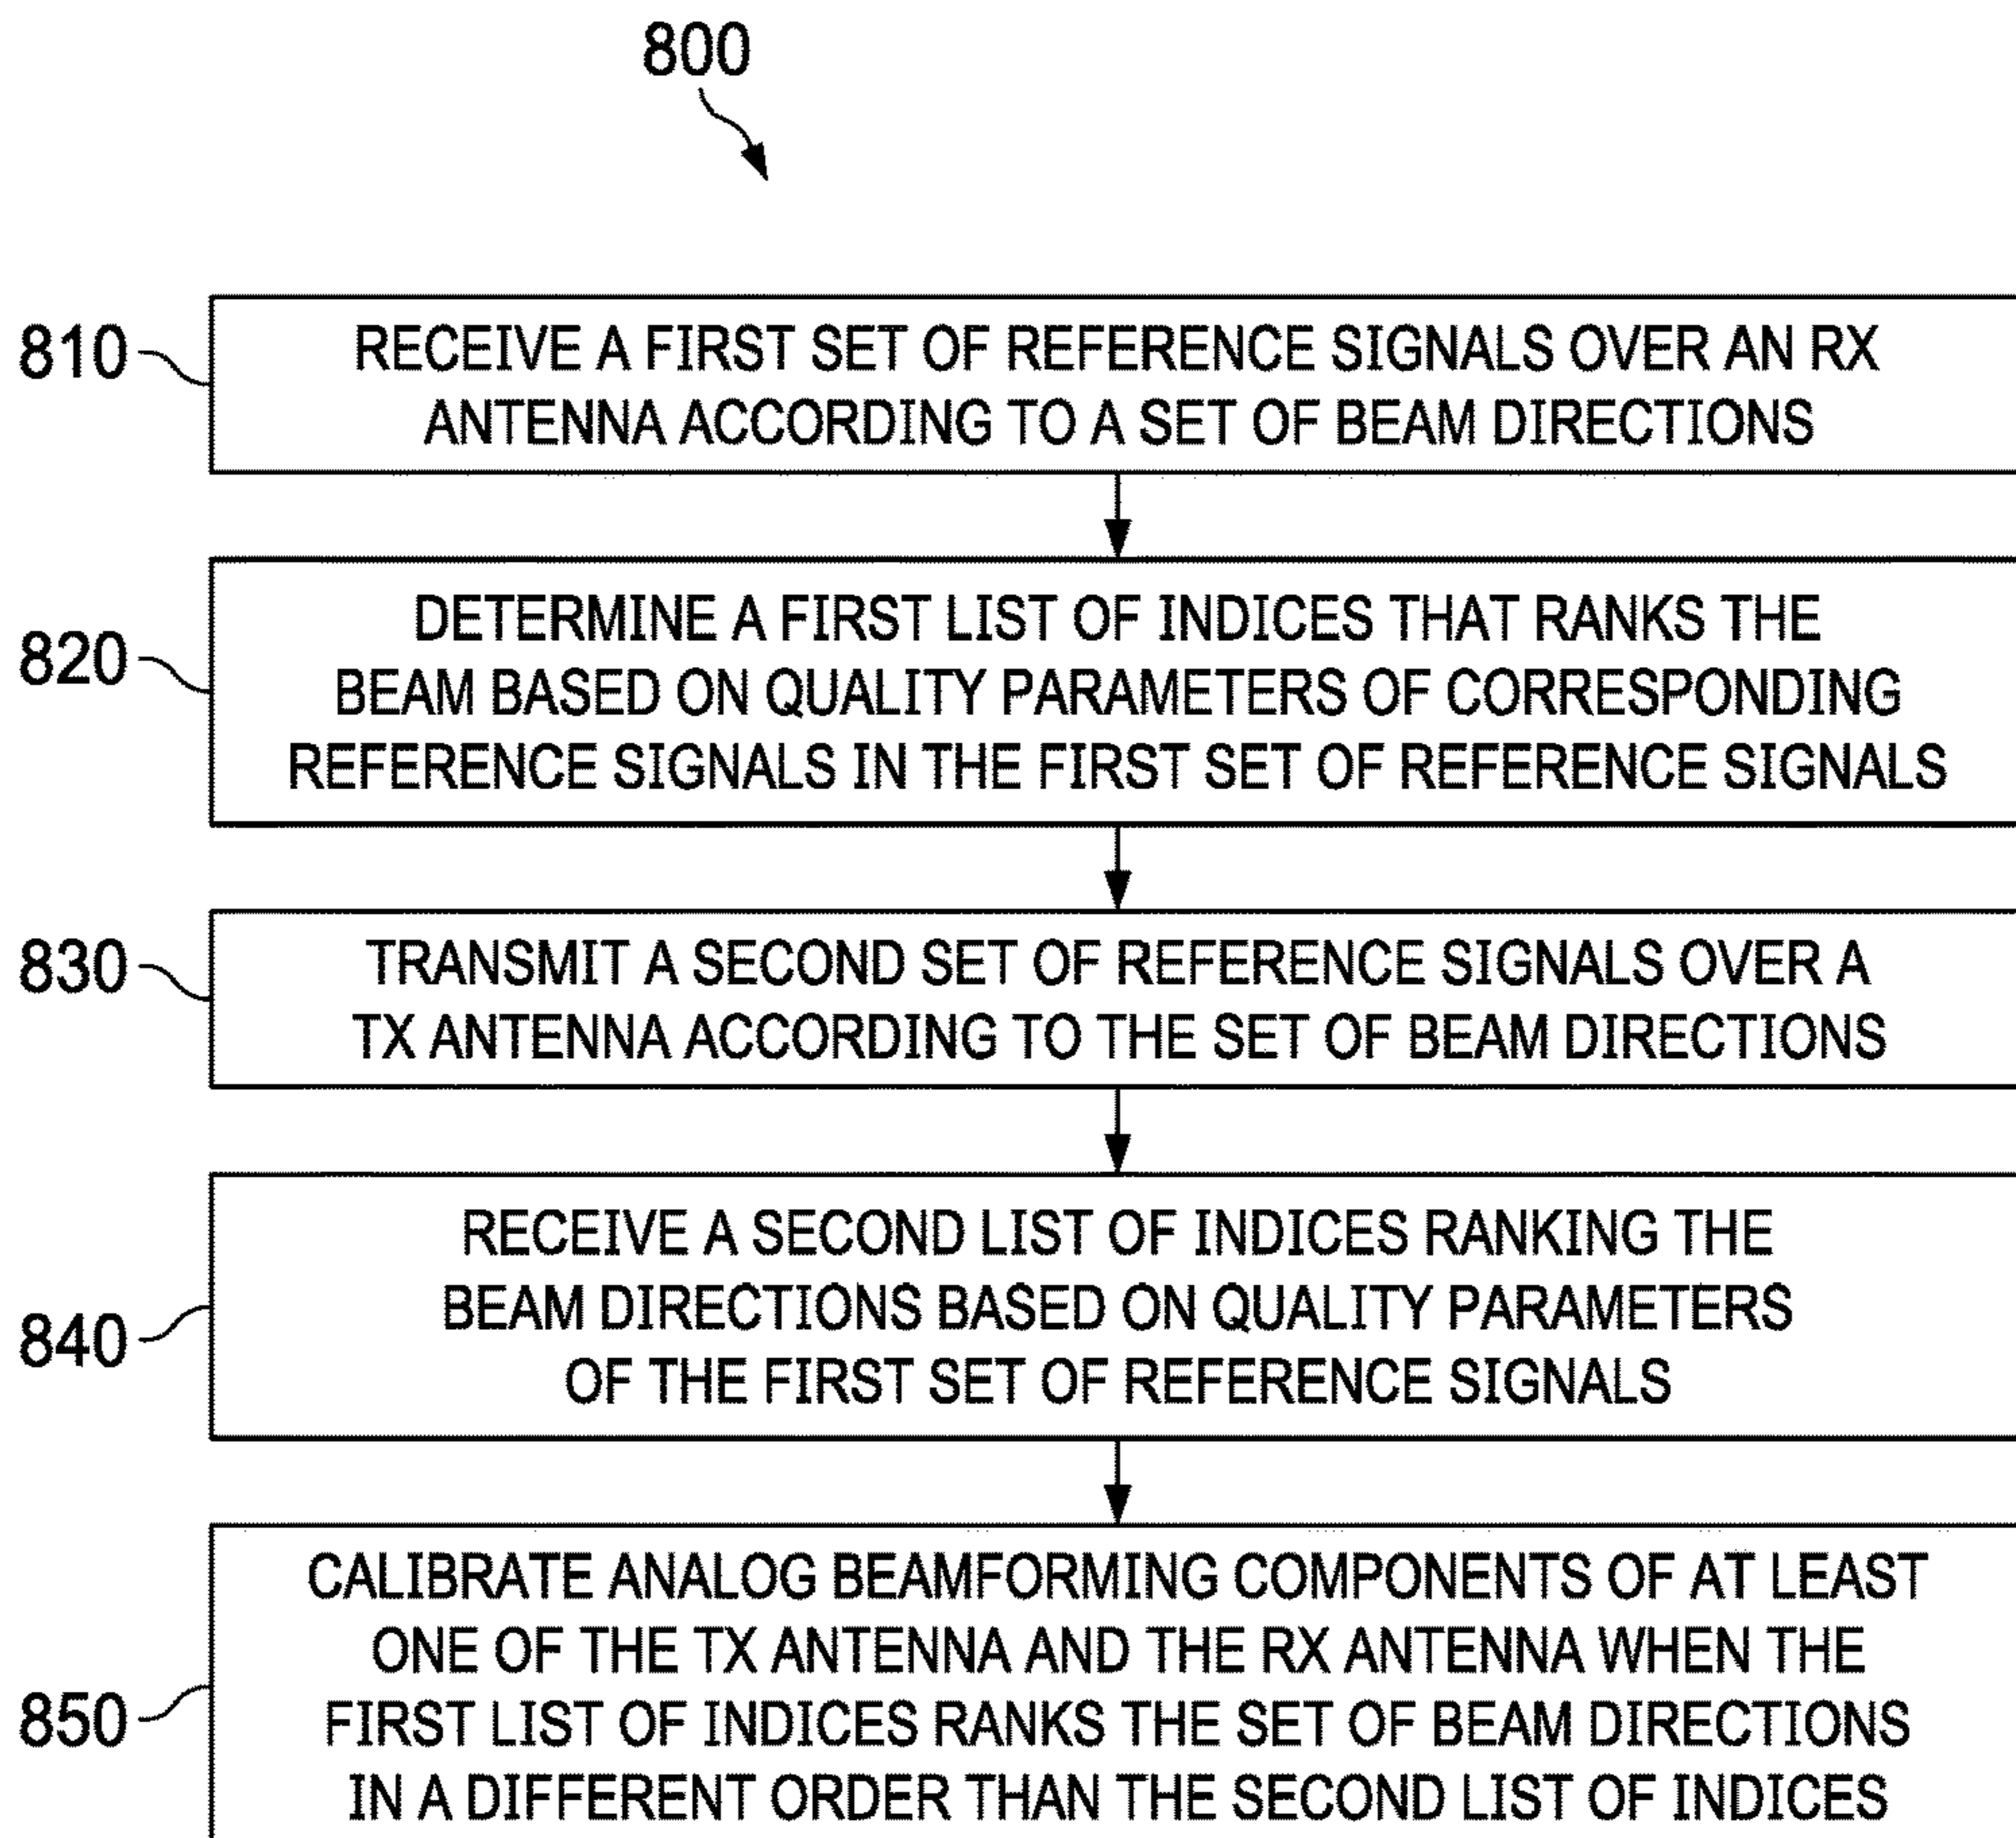 800
810
RECEIVE A FIRST SET OF REFERENCE SIGNALS OVER AN RX
ANTENNA ACCORDING TO A SET OF BEAM DIRECTIONS
820
DETERMINE A FIRST LIST OF INDICES THAT RANKS THE
BEAM BASED ON QUALITY PARAMETERS OF CORRESPONDING
REFERENCE SIGNALS IN THE FIRST SET OF REFERENCE SIGNALS
830
TRANSMIT A SECOND SET OF REFERENCE SIGNALS OVER A
TX ANTENNA ACCORDING TO THE SET OF BEAM DIRECTIONS
840
RECEIVE A SECOND LIST OF INDICES RANKING THE
BEAM DIRECTIONS BASED ON QUALITY PARAMETERS
OF THE FIRST SET OF REFERENCE SIGNALS
850
CALIBRATE ANALOG BEAMFORMING COMPONENTS OF AT LEAST
ONE OF THE TX ANTENNA AND THE RX ANTENNA WHEN THE
FIRST LIST OF INDICES RANKS THE SET OF BEAM DIRECTIONS
IN A DIFFERENT ORDER THAN THE SECOND LIST OF INDICES